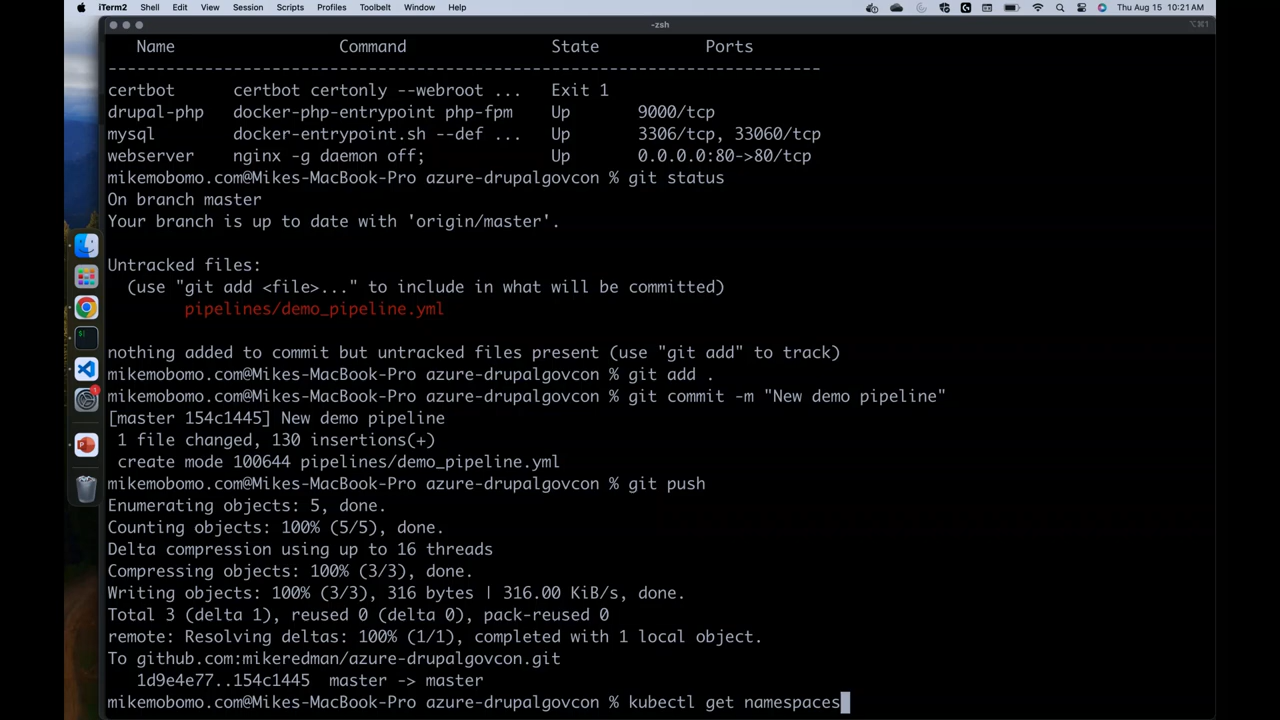 iTerm2 Shell Edit View Session Scripts Profiles Toolbelt Window Help Thu Aug 15 10:21 AM
-zsh ⌥⌘1
Name Command State Ports
--------------------------------------------------------------------------
certbot certbot certonly --webroot ... Exit 1
drupal-php docker-php-entrypoint php-fpm Up 9000/tcp
mysql docker-entrypoint.sh --def ... Up 3306/tcp, 33060/tcp
webserver nginx -g daemon off; Up 0.0.0.0:80->80/tcp
mikemobomo.com@Mikes-MacBook-Pro azure-drupalgovcon % git status
On branch master
Your branch is up to date with 'origin/master'.
Untracked files:
(use "git add <file>..." to include in what will be committed)
pipelines/demo_pipeline.yml
nothing added to commit but untracked files present (use "git add" to track)
mikemobomo.com@Mikes-MacBook-Pro azure-drupalgovcon % git add .
mikemobomo.com@Mikes-MacBook-Pro azure-drupalgovcon % git commit -m "New demo pipeline"
[master 154c1445] New demo pipeline
1 file changed, 130 insertions(+)
create mode 100644 pipelines/demo_pipeline.yml
mikemobomo.com@Mikes-MacBook-Pro azure-drupalgovcon % git push
Enumerating objects: 5, done.
Counting objects: 100% (5/5), done.
Delta compression using up to 16 threads
Compressing objects: 100% (3/3), done.
Writing objects: 100% (3/3), 316 bytes | 316.00 KiB/s, done.
Total 3 (delta 1), reused 0 (delta 0), pack-reused 0
remote: Resolving deltas: 100% (1/1), completed with 1 local object.
To github.com:mikeredman/azure-drupalgovcon.git
1d9e4e77..154c1445 master -> master
mikemobomo.com@Mikes-MacBook-Pro azure-drupalgovcon % kubectl get namespaces